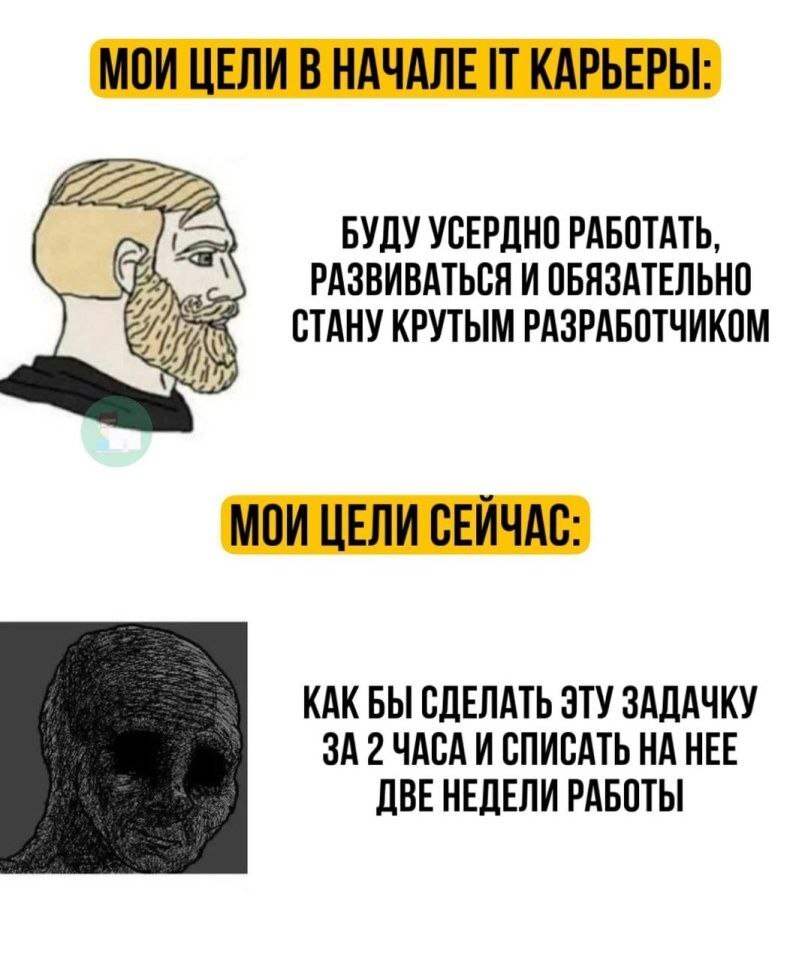 МОИ ЦЕЛИ В НАЧАЛЕ IT КАРЬЕРЫ:
БУДУ УСЕРДНО РАБОТАТЬ,
РАЗВИВАТЬСЯ И ОБЯЗАТЕЛЬНО
СТАНУ КРУТЫМ РАЗРАБОТЧИКОМ
МОИ ЦЕЛИ СЕЙЧАС:
КАК БЫ СДЕЛАТЬ ЭТУ ЗАДАЧКУ
ЗА 2 ЧАСА И СПИСАТЬ НА НЕЕ
ДВЕ НЕДЕЛИ РАБОТЫ